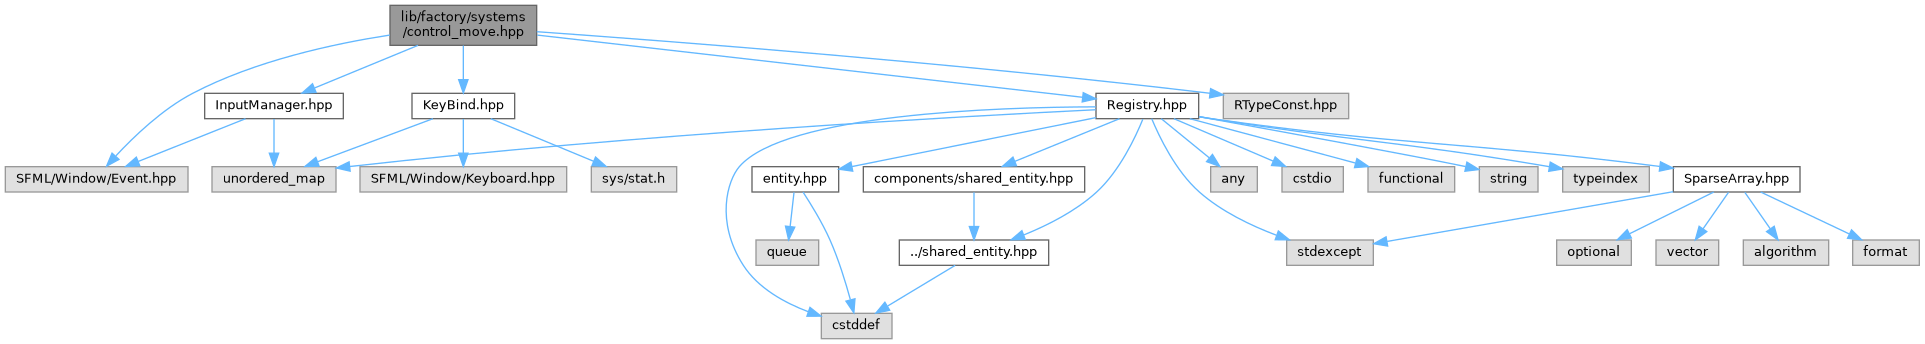 lib/factory/systems
/control_move.hpp
InputManager.hpp
KeyBind.hpp
Registry.hpp
RTypeConst.hpp
SFML/Window/Event.hpp
unordered_map
SFML/Window/Keyboard.hpp
sys/stat.h
entity.hpp
components/shared_entity.hpp
any
cstdio
functional
string
typeindex
SparseArray.hpp
queue
../shared_entity.hpp
stdexcept
optional
vector
algorithm
format
cstddef